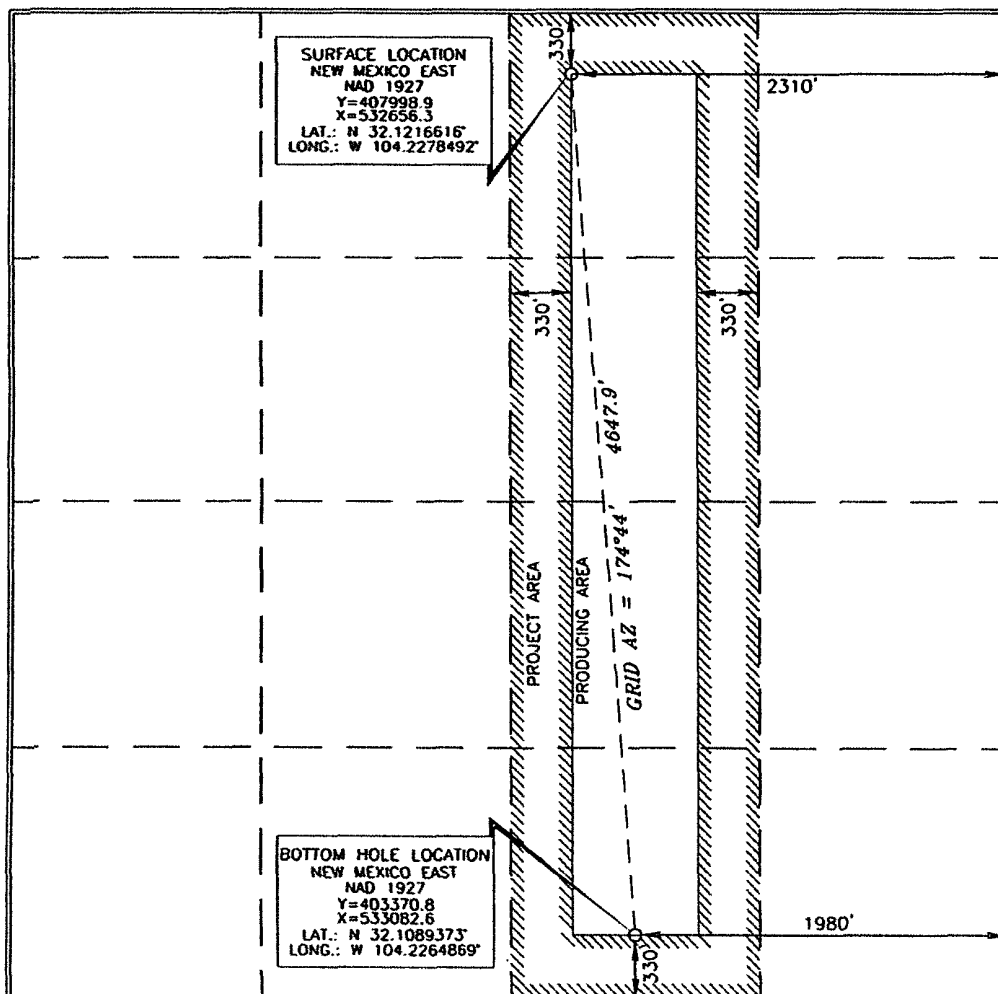 330'
SURFACE LOCATION
NEW MEXICO EAST
NAD 1927
Y=407998.9
X=532656.3
LAT.: N 32.1216616°
LONG.: W 104.2278492°
2310'
330'
330'
4647.9'
GRID AZ = 174°44'
PROJECT AREA
PRODUCING AREA
BOTTOM HOLE LOCATION
NEW MEXICO EAST
NAD 1927
Y=403370.8
X=533082.6
LAT.: N 32.1089373°
LONG.: W 104.2264869°
1980'
330'